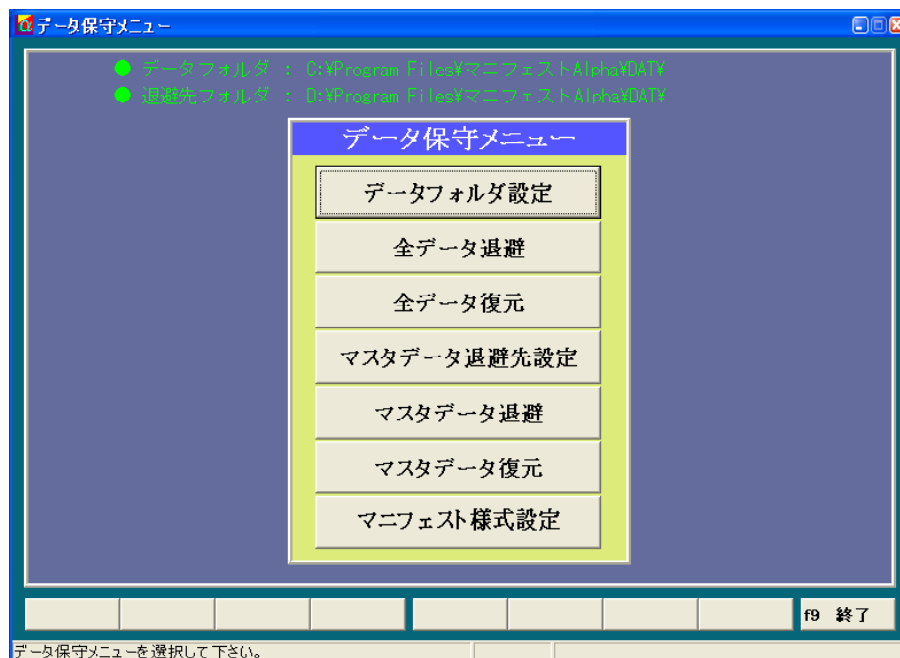 データ保守メニュー
● データフォルダ : C:¥Program Files¥マニフェストAlpha¥DAT¥
● 退避先フォルダ : D:¥Program Files¥マニフェストAlpha¥DAT¥
データ保守メニュー
データフォルダ設定
全データ退避
全データ復元
マスタデータ退避先設定
マスタデータ退避
マスタデータ復元
マニフェスト様式設定
f9 終了
データ保守メニューを選択して下さい。